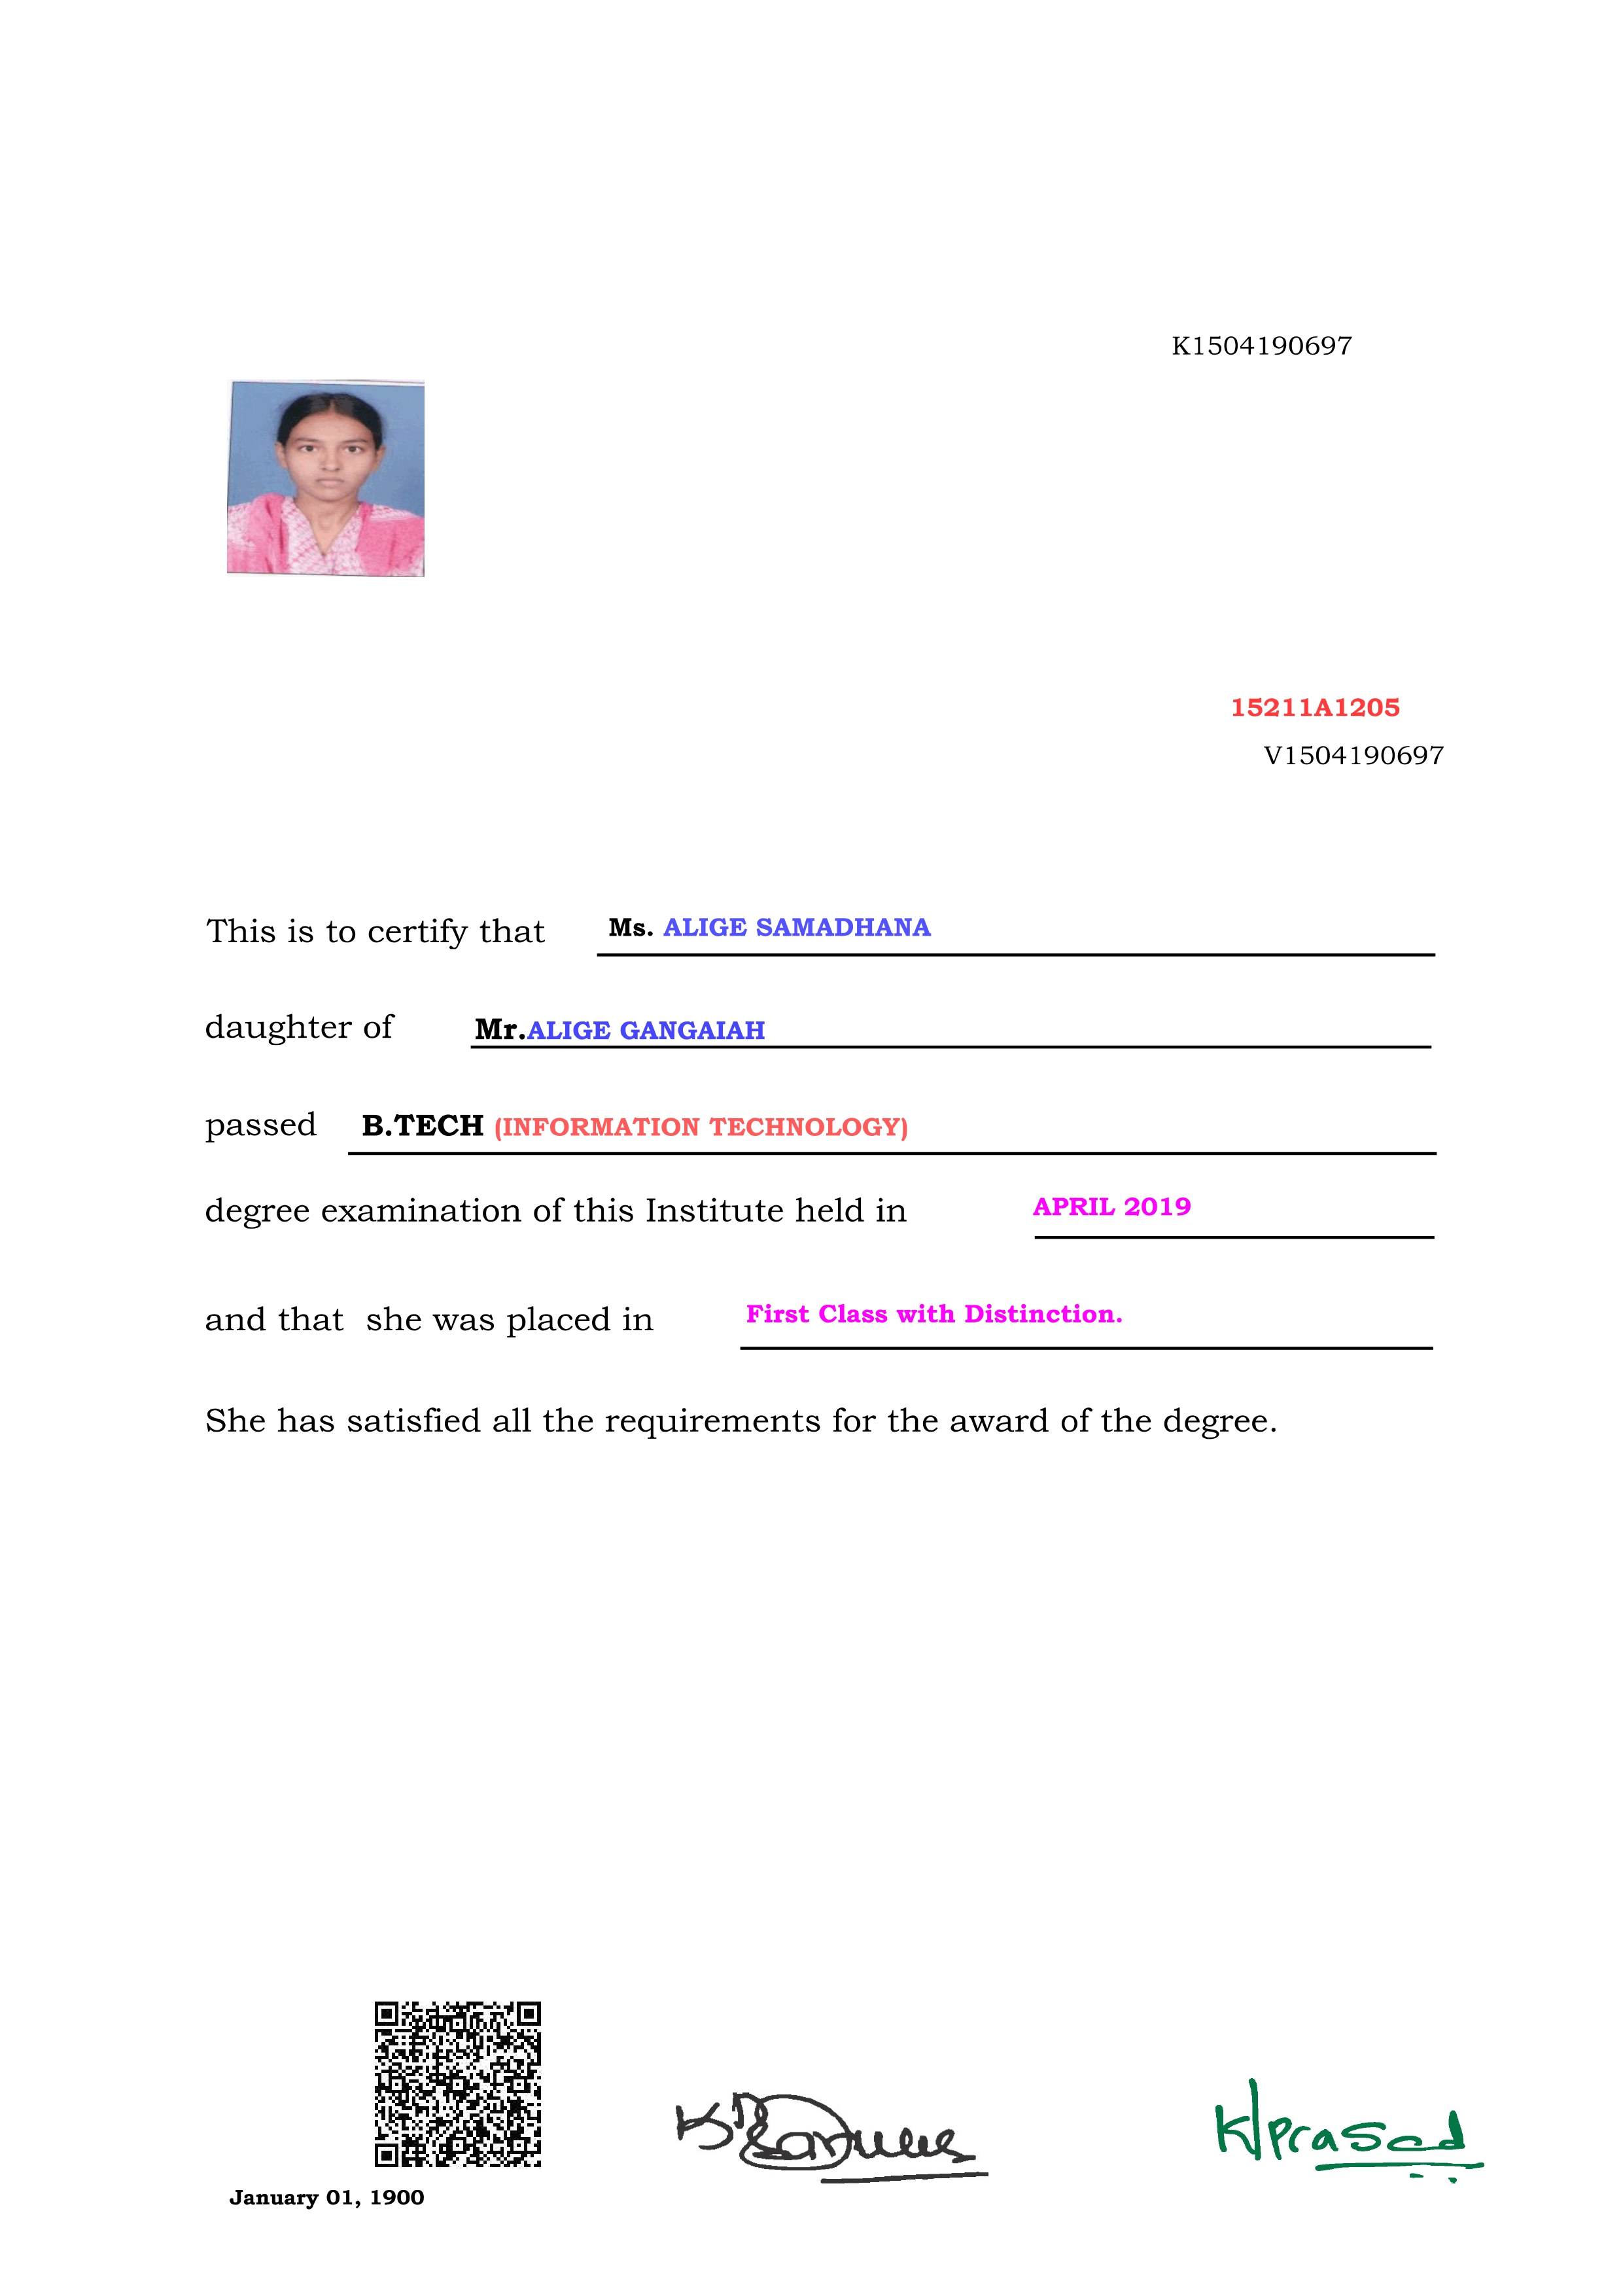 K1504190697
15211A1205
V1504190697
This is to certify that Ms. ALIGE SAMADHANA
daughter of Mr.ALIGE GANGAIAH
passed B.TECH (INFORMATION TECHNOLOGY)
degree examination of this Institute held in APRIL 2019
and that she was placed in First Class with Distinction.
She has satisfied all the requirements for the award of the degree.
KPrasad
January 01, 1900